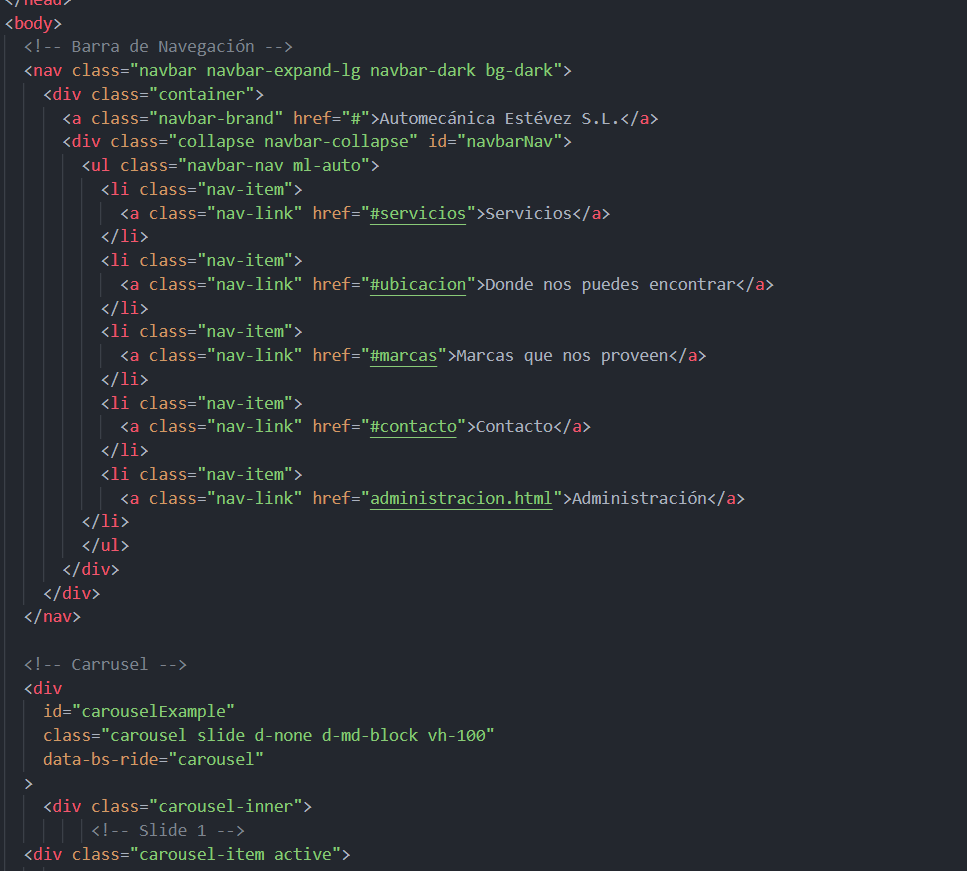 </head>
<body>
<!-- Barra de Navegación -->
<nav class="navbar navbar-expand-lg navbar-dark bg-dark">
<div class="container">
<a class="navbar-brand" href="#">Automecánica Estévez S.L.</a>
<div class="collapse navbar-collapse" id="navbarNav">
<ul class="navbar-nav ml-auto">
<li class="nav-item">
<a class="nav-link" href="#servicios">Servicios</a>
</li>
<li class="nav-item">
<a class="nav-link" href="#ubicacion">Donde nos puedes encontrar</a>
</li>
<li class="nav-item">
<a class="nav-link" href="#marcas">Marcas que nos proveen</a>
</li>
<li class="nav-item">
<a class="nav-link" href="#contacto">Contacto</a>
</li>
<li class="nav-item">
<a class="nav-link" href="administracion.html">Administración</a>
</li>
</ul>
</div>
</div>
</nav>
<!-- Carrusel -->
<div
id="carouselExample"
class="carousel slide d-none d-md-block vh-100"
data-bs-ride="carousel"
>
<div class="carousel-inner">
<!-- Slide 1 -->
<div class="carousel-item active">